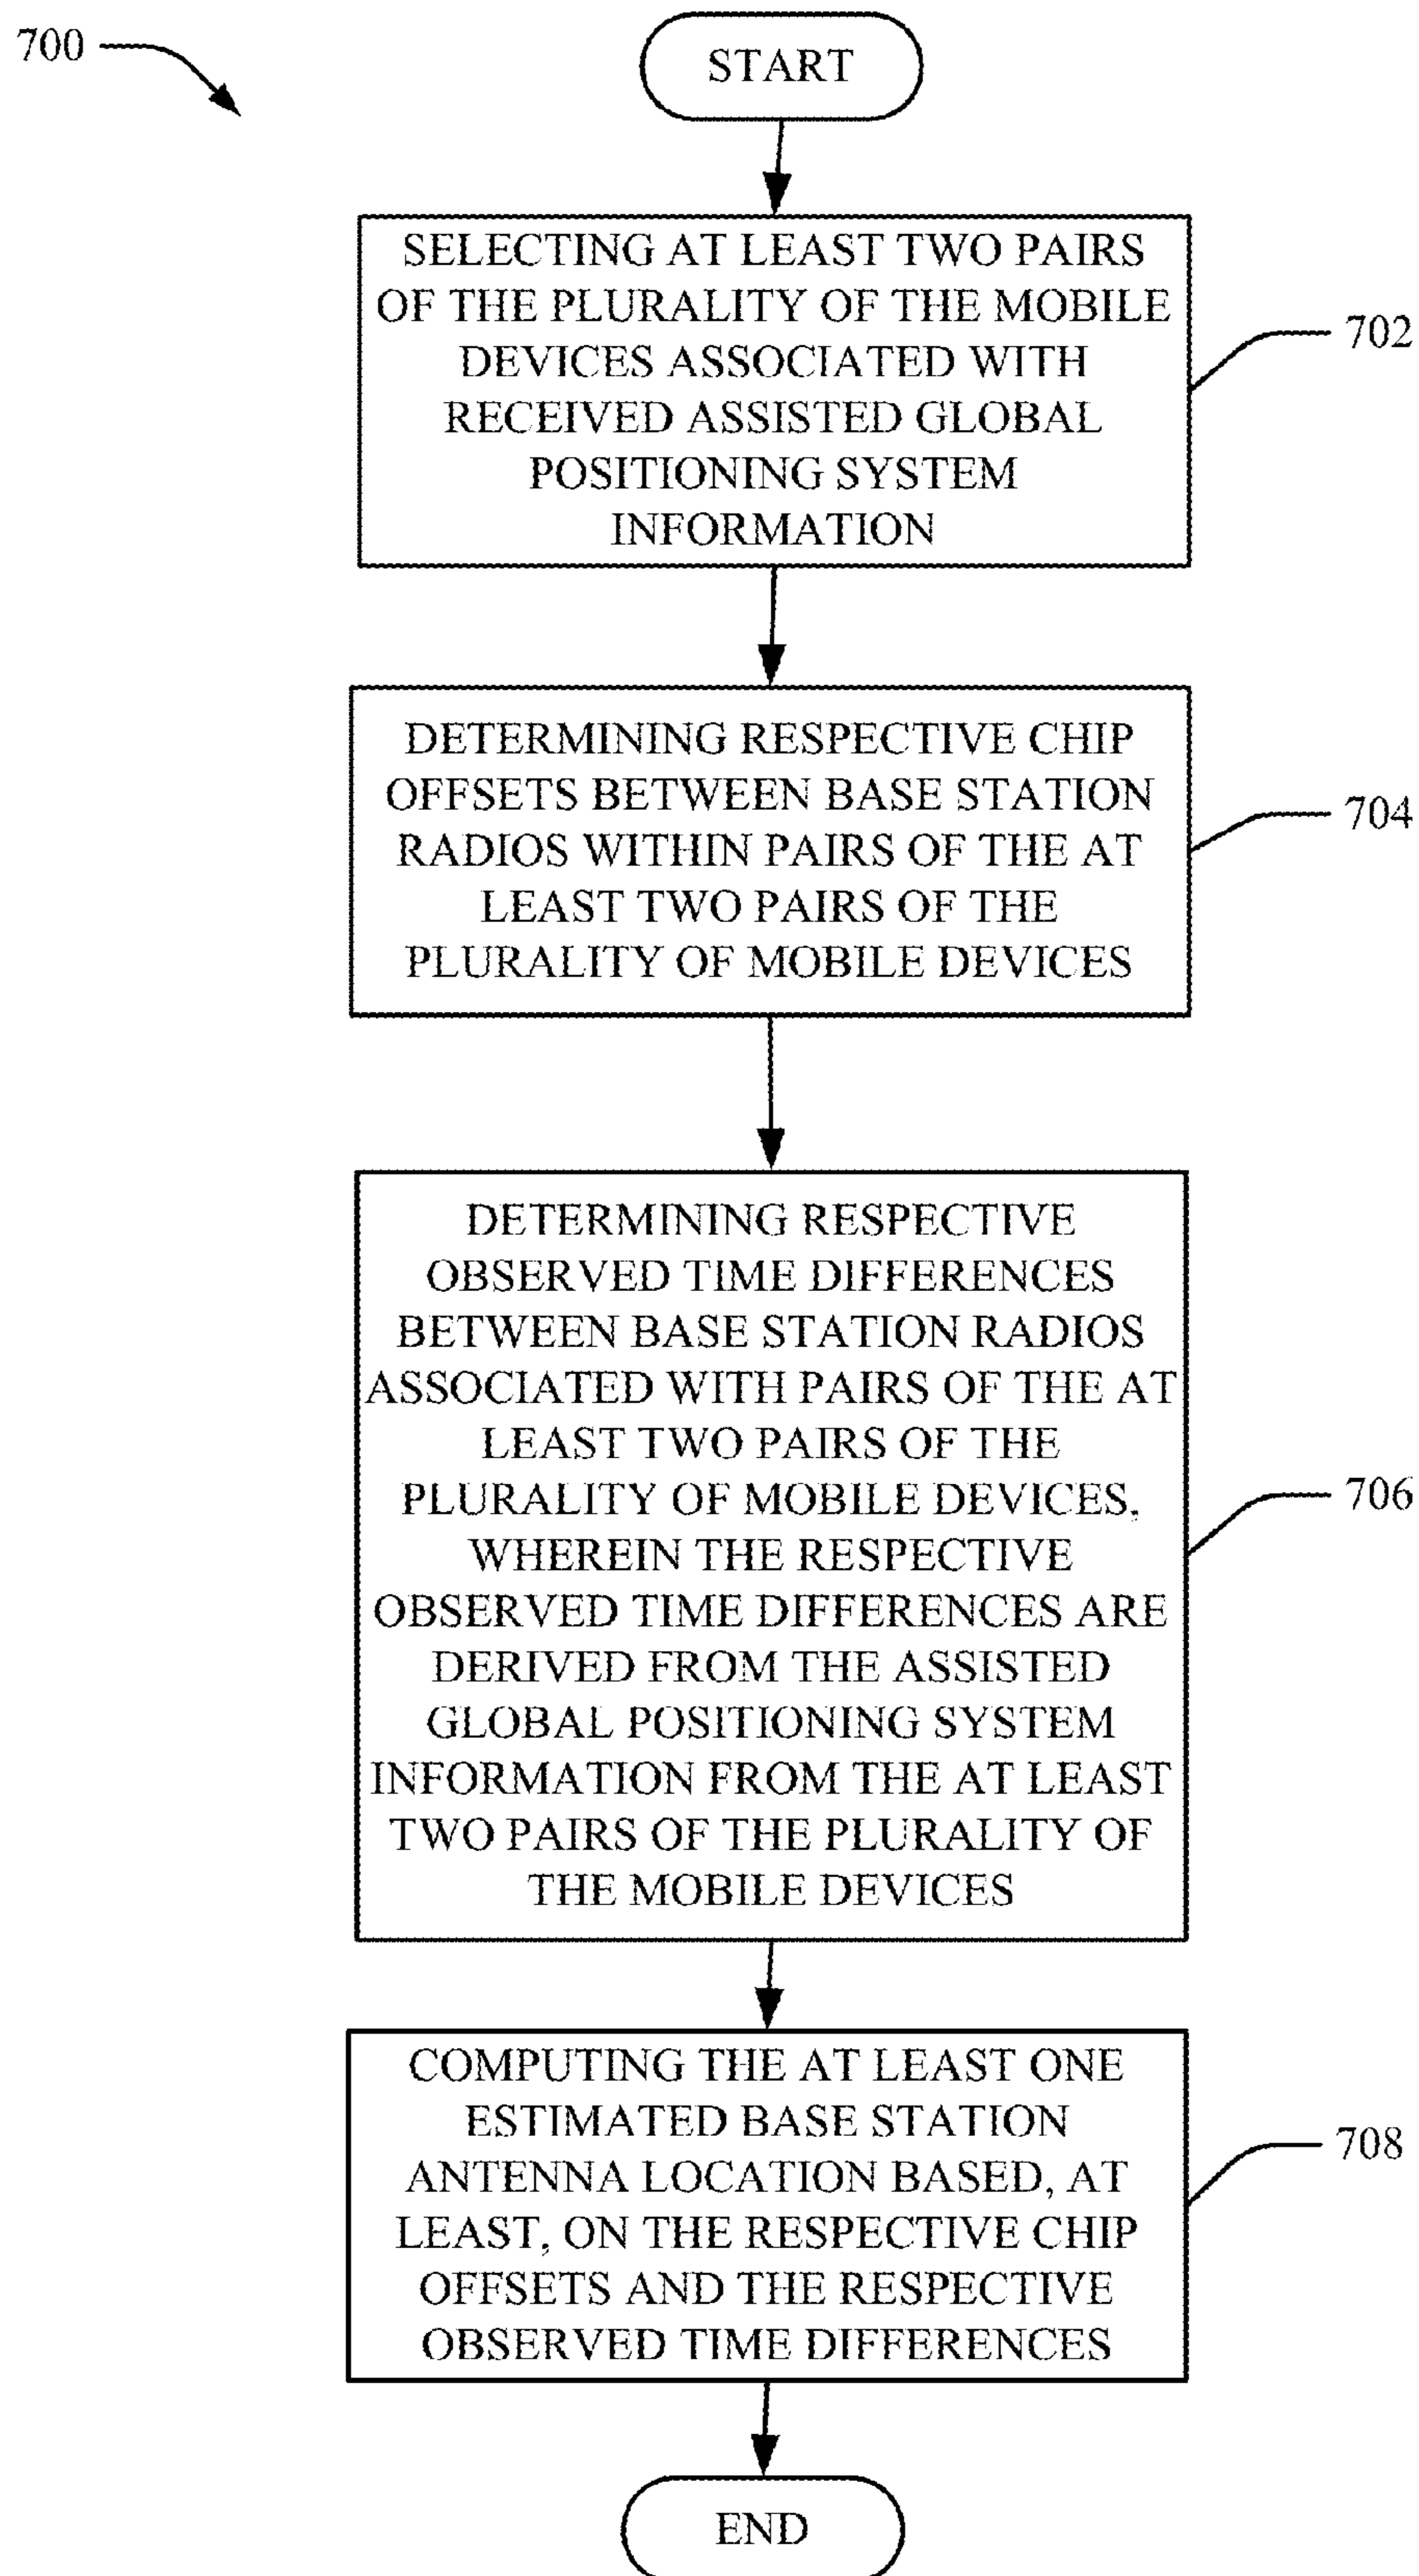 700
START
SELECTING AT LEAST TWO PAIRS
OF THE PLURALITY OF THE MOBILE
DEVICES ASSOCIATED WITH
RECEIVED ASSISTED GLOBAL
POSITIONING SYSTEM
INFORMATION
702
DETERMINING RESPECTIVE CHIP
OFFSETS BETWEEN BASE STATION
RADIOS WITHIN PAIRS OF THE AT
LEAST TWO PAIRS OF THE
PLURALITY OF MOBILE DEVICES
704
DETERMINING RESPECTIVE
OBSERVED TIME DIFFERENCES
BETWEEN BASE STATION RADIOS
ASSOCIATED WITH PAIRS OF THE AT
LEAST TWO PAIRS OF THE
PLURALITY OF MOBILE DEVICES,
WHEREIN THE RESPECTIVE
OBSERVED TIME DIFFERENCES ARE
DERIVED FROM THE ASSISTED
GLOBAL POSITIONING SYSTEM
INFORMATION FROM THE AT LEAST
TWO PAIRS OF THE PLURALITY OF
THE MOBILE DEVICES
706
COMPUTING THE AT LEAST ONE
ESTIMATED BASE STATION
ANTENNA LOCATION BASED, AT
LEAST, ON THE RESPECTIVE CHIP
OFFSETS AND THE RESPECTIVE
OBSERVED TIME DIFFERENCES
708
END